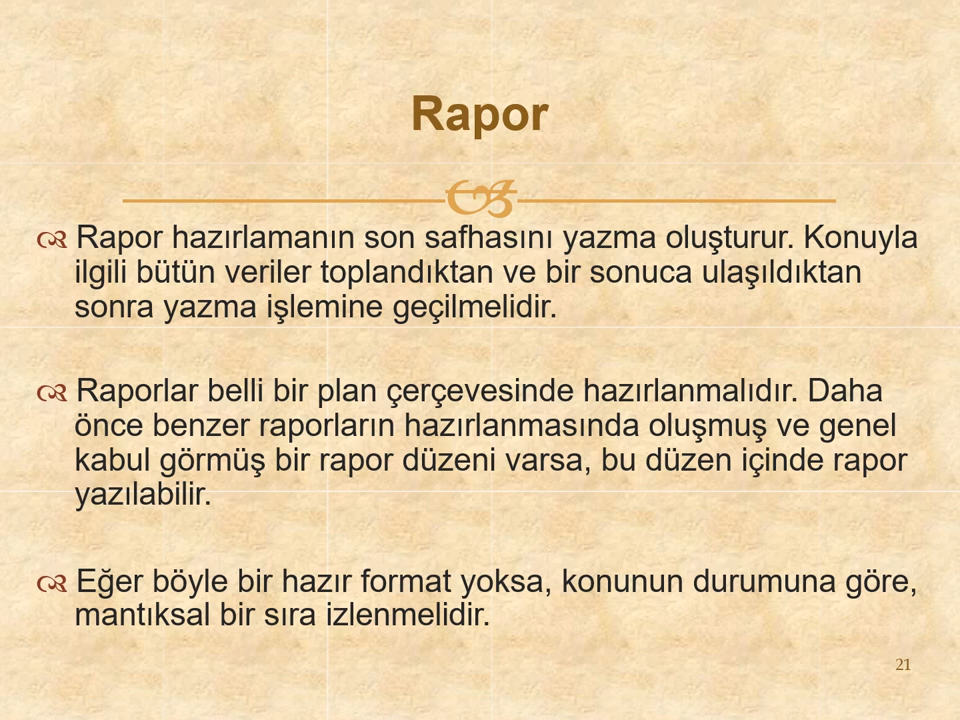 Rapor
Rapor hazırlamanın son safhasını yazma oluşturur. Konuyla
ilgili bütün veriler toplandıktan ve bir sonuca ulaşıldıktan
sonra yazma işlemine geçilmelidir.
Raporlar belli bir plan çerçevesinde hazırlanmalıdır. Daha
önce benzer raporların hazırlanmasında oluşmuş ve genel
kabul görmüş bir rapor düzeni varsa, bu düzen içinde rapor
yazılabilir.
Eğer böyle bir hazır format yoksa, konunun durumuna göre,
mantıksal bir sıra izlenmelidir.
21